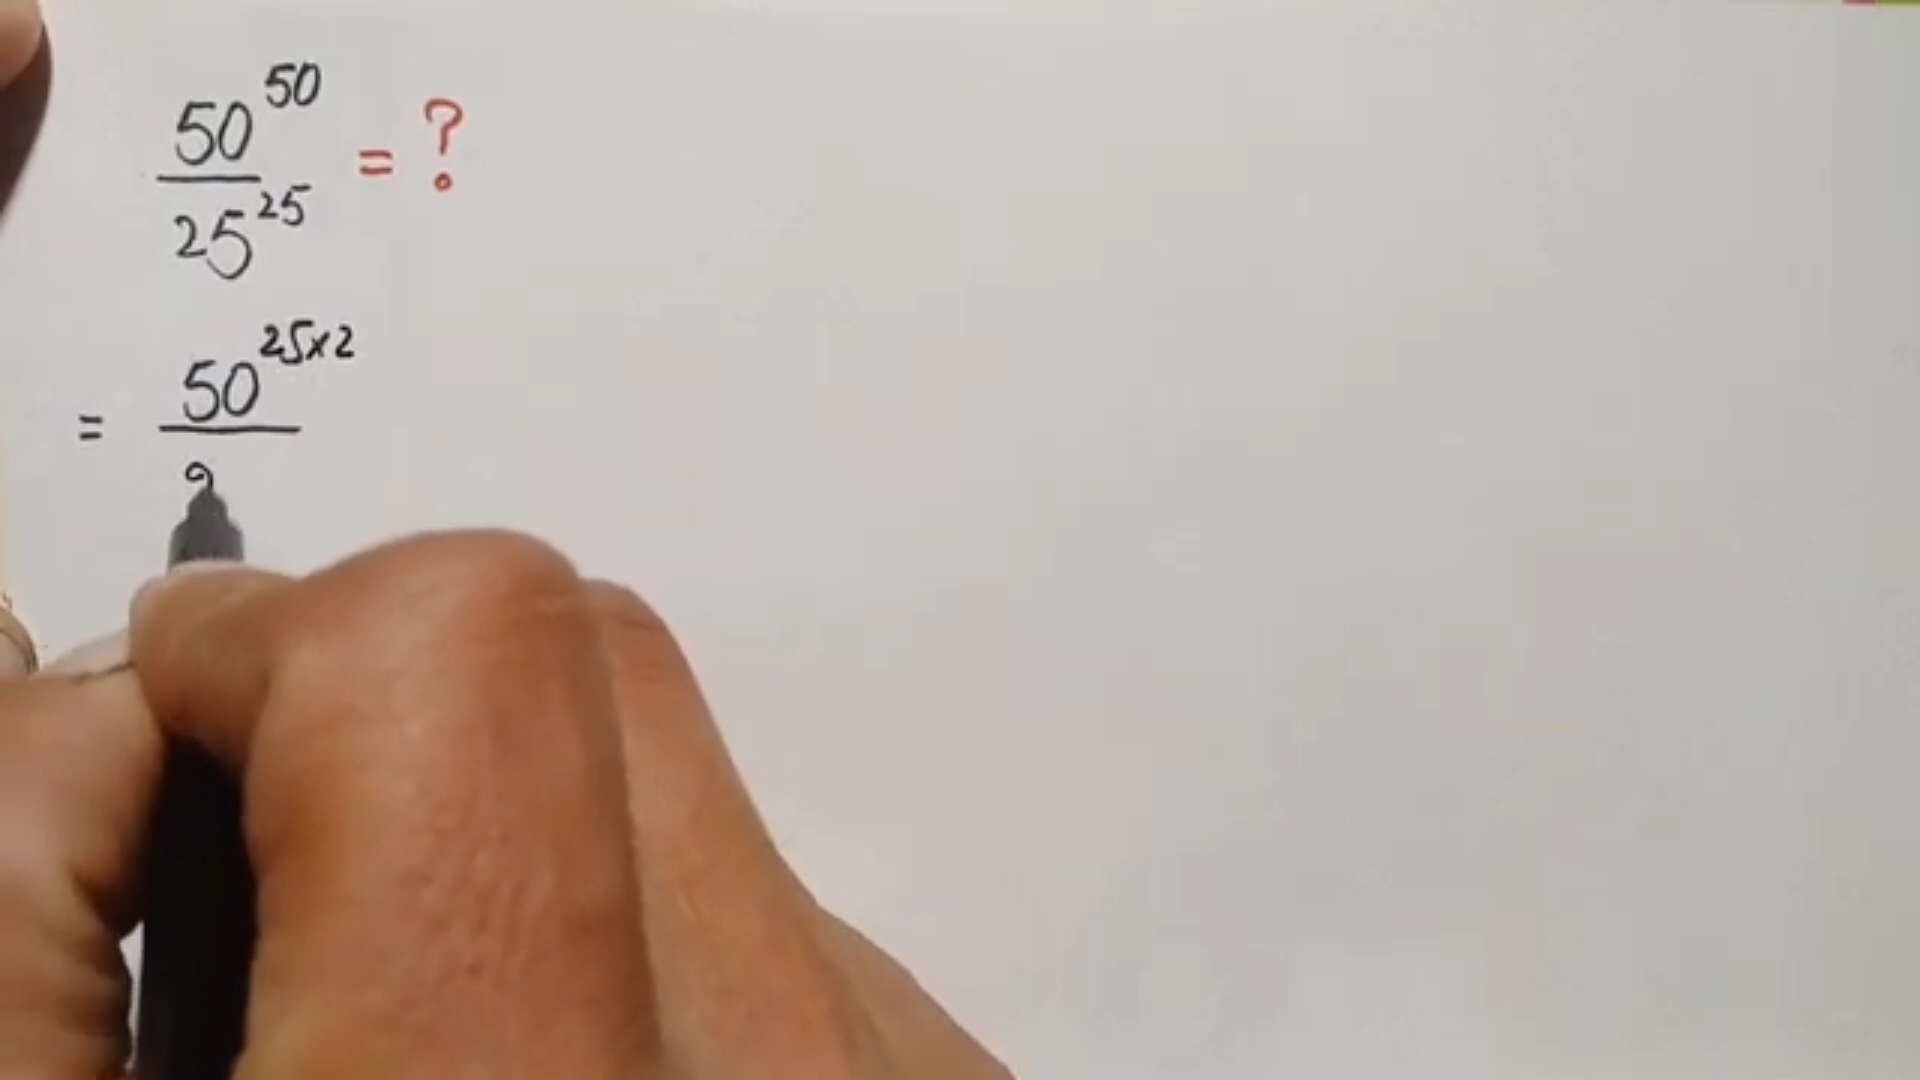 50^50 / 25^25 = ?
= 50^25×2 /